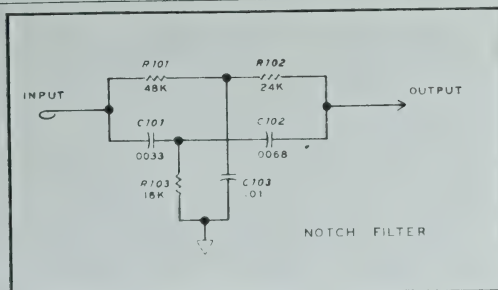 R101 R102
48K 24K
INPUT OUTPUT
C101 C102
0033 0068
R103 C103
18K .01
NOTCH FILTER